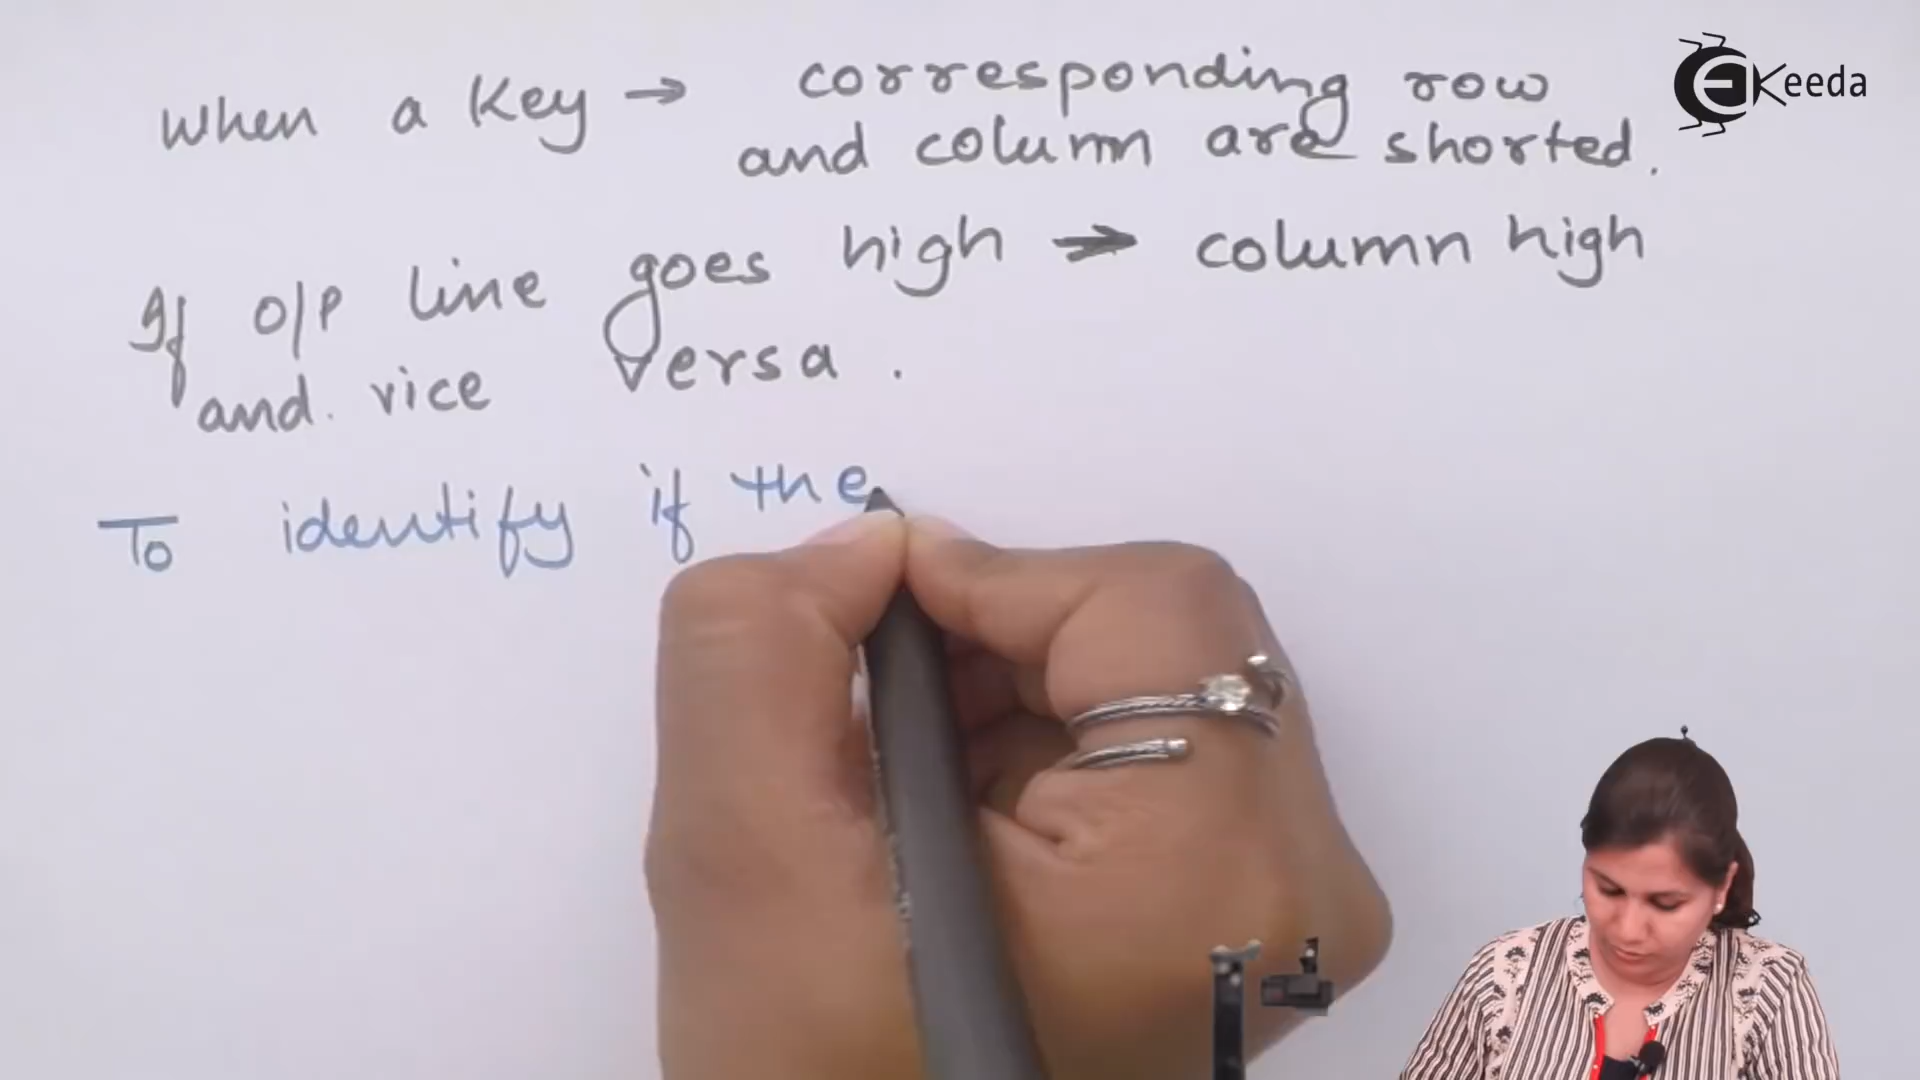 When a Key → corresponding row
and column are shorted.
If o/p line goes high → column high
and. vice versa.
To identify if the
EKeeda